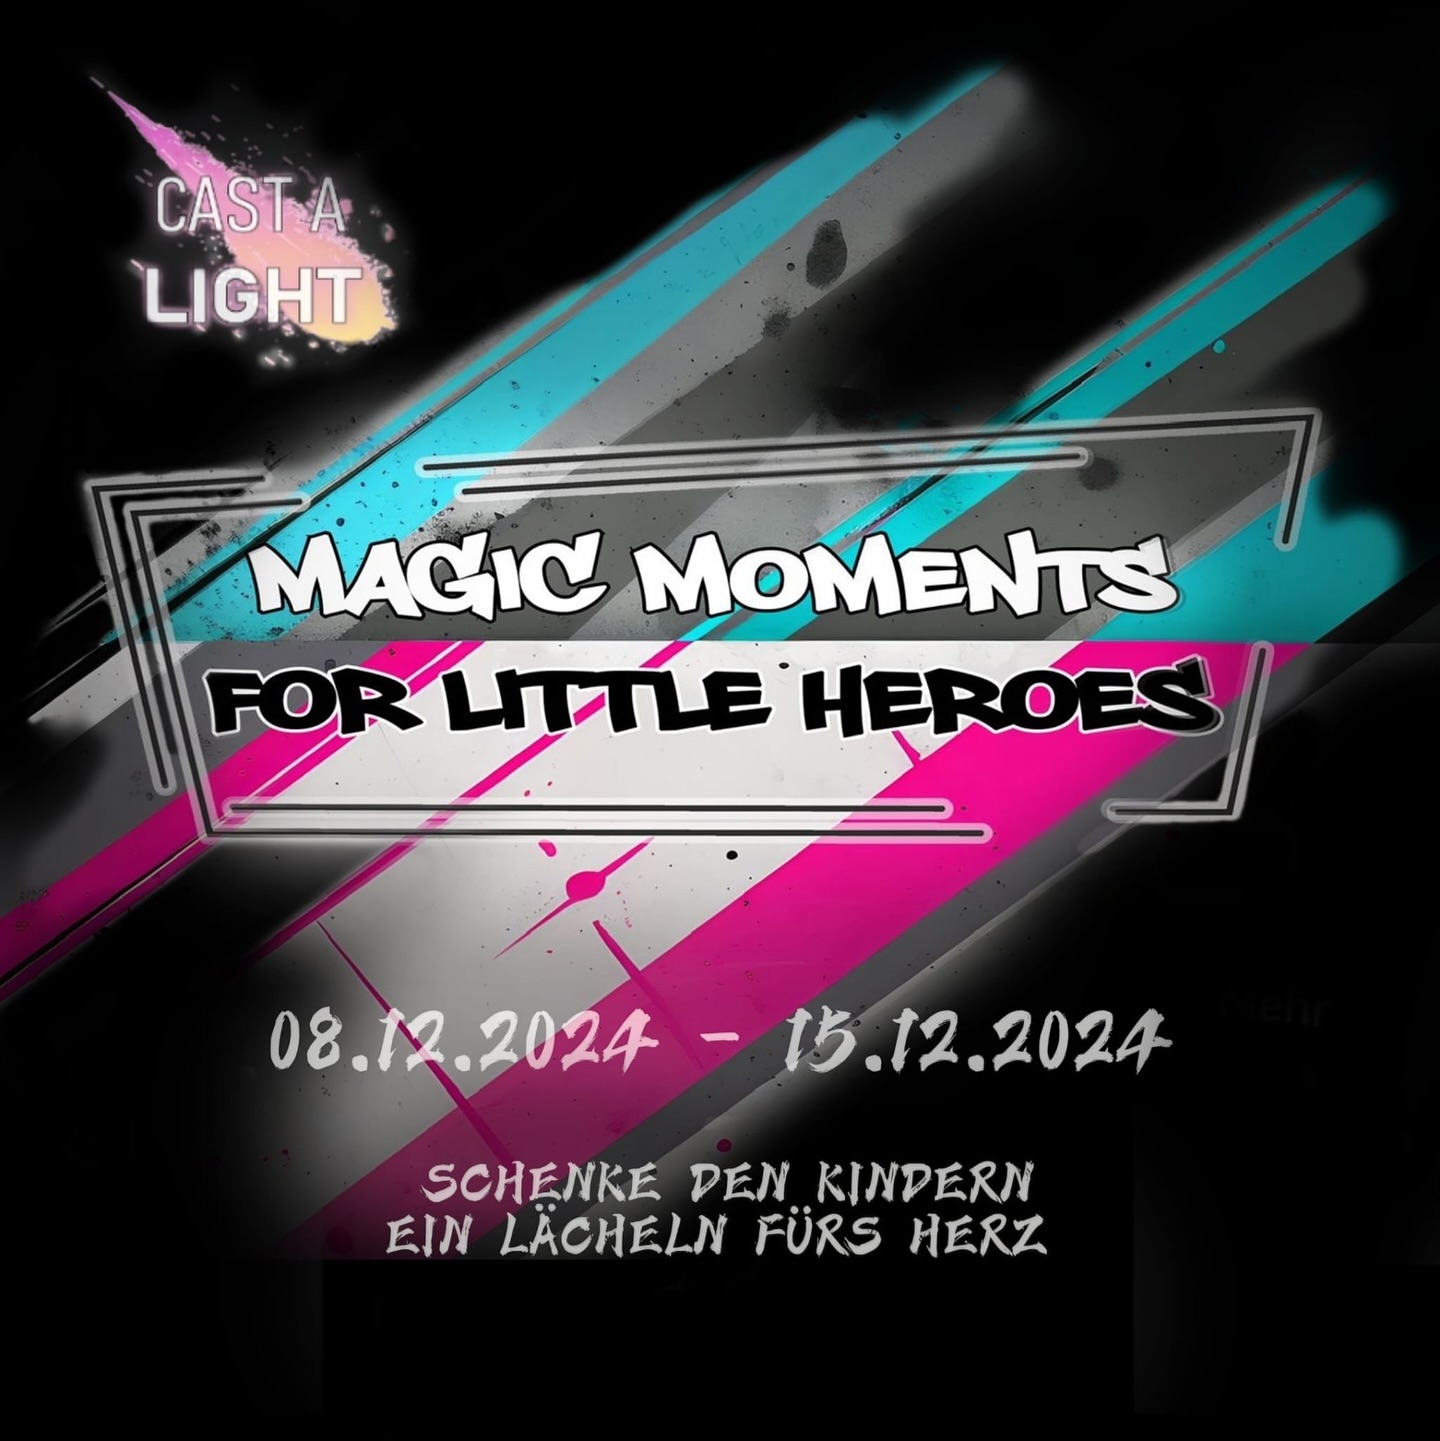 CAST A
LIGHT
MAGIC MOMENTS
FOR LITTLE HEROES
08.12.2024 - 15.12.2024
SCHENKE DEN KINDERN
EIN LÄCHELN FÜRS HERZ